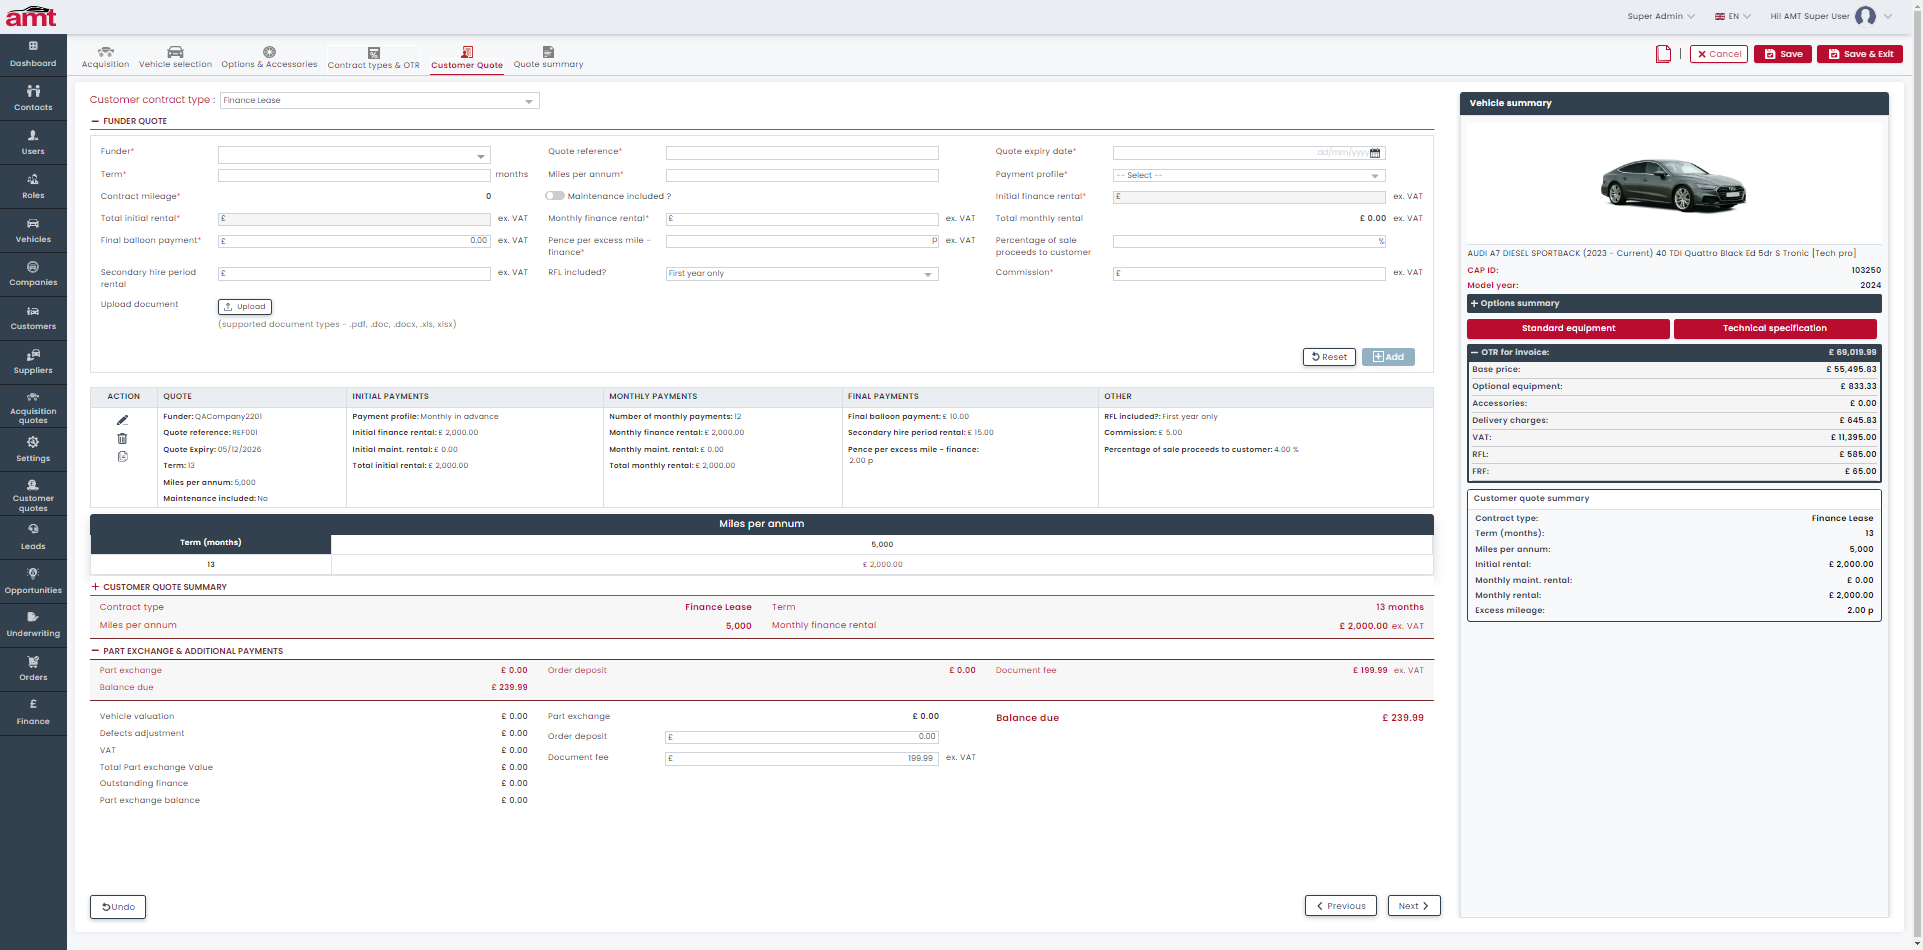 amt
Super Admin
EN
Hi! AMT Super User
Dashboard
Contacts
Users
Roles
Vehicles
Companies
Customers
Suppliers
Acquisition quotes
Settings
Customer quotes
Leads
Opportunities
Underwriting
Orders
Finance
Acquisition
Vehicle selection
Options & Accessories
Contract types & OTR
Customer Quote
Quote summary
Cancel
Save
Save & Exit
Customer contract type : Finance Lease
FUNDER QUOTE
Funder*
Quote reference*
Quote expiry date* dd/mm/yyyy
Term* months
Miles per annum*
Payment profile* -- Select --
Contract mileage* 0
Maintenance included ?
Initial finance rental* £ ex. VAT
Total initial rental* £ ex. VAT
Monthly finance rental* £ ex. VAT
Total monthly rental £ 0.00 ex. VAT
Final balloon payment* £ 0.00 ex. VAT
Pence per excess mile - finance* p ex. VAT
Percentage of sale proceeds to customer %
Secondary hire period rental £ ex. VAT
RFL included? First year only
Commission* £ ex. VAT
Upload document Upload
(supported document types - .pdf, .doc, .docx, .xls, xlsx)
Reset
Add
ACTION QUOTE INITIAL PAYMENTS MONTHLY PAYMENTS FINAL PAYMENTS OTHER
Funder: QACompany2201
Quote reference: REF001
Quote Expiry: 05/12/2026
Term: 13
Miles per annum: 5,000
Maintenance included: No
Payment profile: Monthly in advance
Initial finance rental: £ 2,000.00
Initial maint. rental: £ 0.00
Total initial rental: £ 2,000.00
Number of monthly payments: 12
Monthly finance rental: £ 2,000.00
Monthly maint. rental: £ 0.00
Total monthly rental: £ 2,000.00
Final balloon payment: £ 10.00
Secondary hire period rental: £ 15.00
Pence per excess mile - finance:
2.00 p
RFL included?: First year only
Commission: £ 5.00
Percentage of sale proceeds to customer: 4.00 %
Miles per annum
Term (months) 5,000
13 £ 2,000.00
CUSTOMER QUOTE SUMMARY
Contract type Finance Lease Term 13 months
Miles per annum 5,000 Monthly finance rental £ 2,000.00 ex. VAT
PART EXCHANGE & ADDITIONAL PAYMENTS
Part exchange £ 0.00 Order deposit £ 0.00 Document fee £ 199.99 ex. VAT
Balance due £ 239.99
Vehicle valuation £ 0.00
Defects adjustment £ 0.00
VAT £ 0.00
Total Part exchange Value £ 0.00
Outstanding finance £ 0.00
Part exchange balance £ 0.00
Part exchange £ 0.00
Order deposit £ 0.00
Document fee £ 199.99 ex. VAT
Balance due £ 239.99
Undo
Previous
Next
Vehicle summary
AUDI A7 DIESEL SPORTBACK (2023 - Current) 40 TDI Quattro Black Ed 5dr S Tronic [Tech pro]
CAP ID: 103250
Model year: 2024
Options summary
Standard equipment
Technical specification
OTR for invoice: £ 69,019.99
Base price: £ 55,495.83
Optional equipment: £ 833.33
Accessories: £ 0.00
Delivery charges: £ 645.83
VAT: £ 11,395.00
RFL: £ 585.00
FRF: £ 65.00
Customer quote summary
Contract type: Finance Lease
Term (months): 13
Miles per annum: 5,000
Initial rental: £ 2,000.00
Monthly maint. rental: £ 0.00
Monthly rental: £ 2,000.00
Excess mileage: 2.00 p